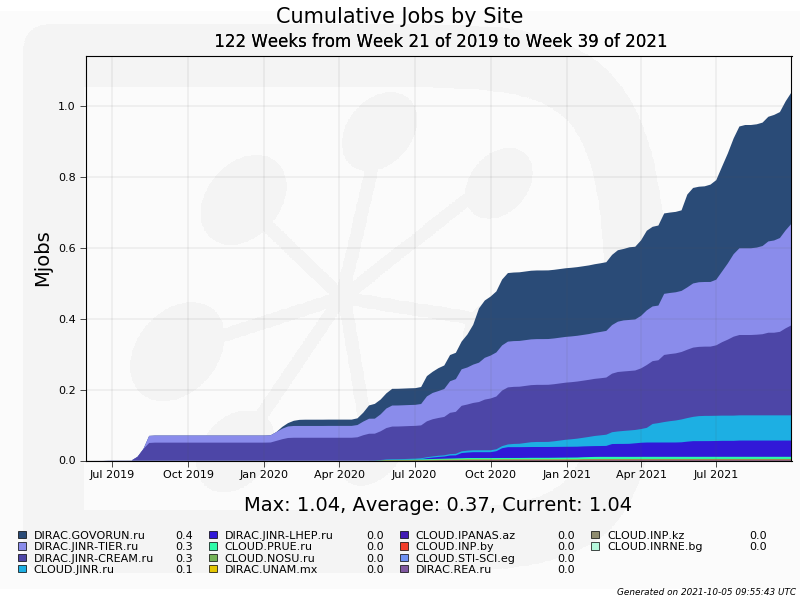 Cumulative Jobs by Site
122 Weeks from Week 21 of 2019 to Week 39 of 2021
Mjobs
1.0
0.8
0.6
0.4
0.2
0.0
Jul 2019 Oct 2019 Jan 2020 Apr 2020 Jul 2020 Oct 2020 Jan 2021 Apr 2021 Jul 2021
Max: 1.04, Average: 0.37, Current: 1.04
DIRAC.GOVORUN.ru 0.4 DIRAC.JINR-LHEP.ru 0.0 CLOUD.IPANAS.az 0.0 CLOUD.INP.kz 0.0
DIRAC.JINR-TIER.ru 0.3 CLOUD.PRUE.ru 0.0 CLOUD.INP.by 0.0 CLOUD.INRNE.bg 0.0
DIRAC.JINR-CREAM.ru 0.3 CLOUD.NOSU.ru 0.0 CLOUD.STI-SCI.eg 0.0
CLOUD.JINR.ru 0.1 DIRAC.UNAM.mx 0.0 DIRAC.REA.ru 0.0
Generated on 2021-10-05 09:55:43 UTC